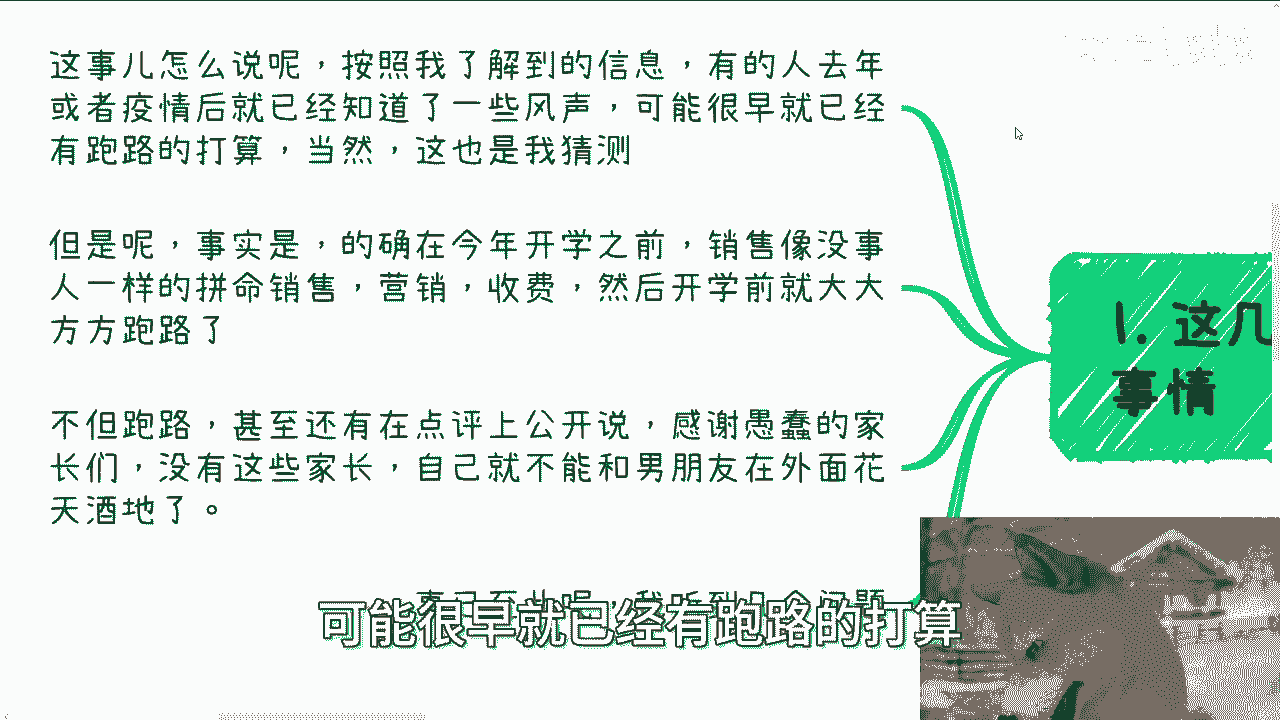 这事儿怎么说呢，按照我了解到的信息，有的人去年
或者疫情后就已经知道了一些风声，可能很早就已经
有跑路的打算，当然，这也是我猜测
但是呢，事实是，的确在今年开学之前，销售像没事
人一样的拼命销售，营销，收费，然后开学前就大大
方方跑路了
不但跑路，甚至还有在点评上公开说，感谢愚蠢的家
长们，没有这些家长，自己就不能和男朋友在外面花
天酒地了。
1. 这几
事情
可能很早就已经有跑路的打算